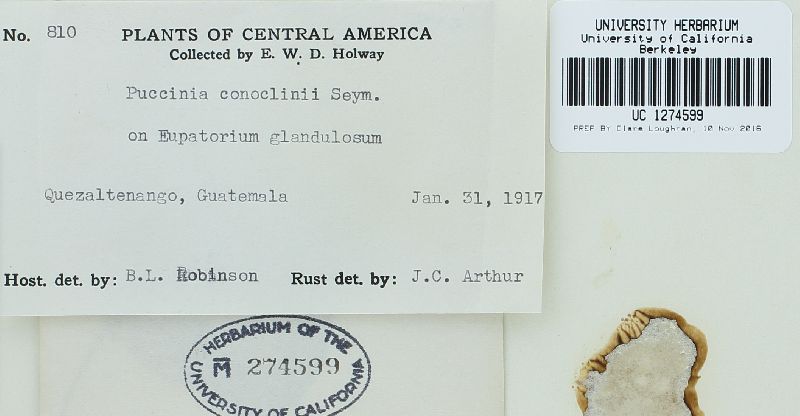 No. 810 PLANTS OF CENTRAL AMERICA
Collected by E. W. D. Holway
Puccinia conoclinii Seym.
on Eupatorium glandulosum
Quezaltenango, Guatemala Jan. 31, 1917
Host. det. by: B.L. Robinson Rust det. by: J.C. Arthur
UNIVERSITY HERBARIUM
University of California
Berkeley
UC 1274599
PREP BY Clare Loughran, 10 Nov 2016
HERBARIUM OF THE
M 274599
UNIVERSITY OF CALIFORNIA